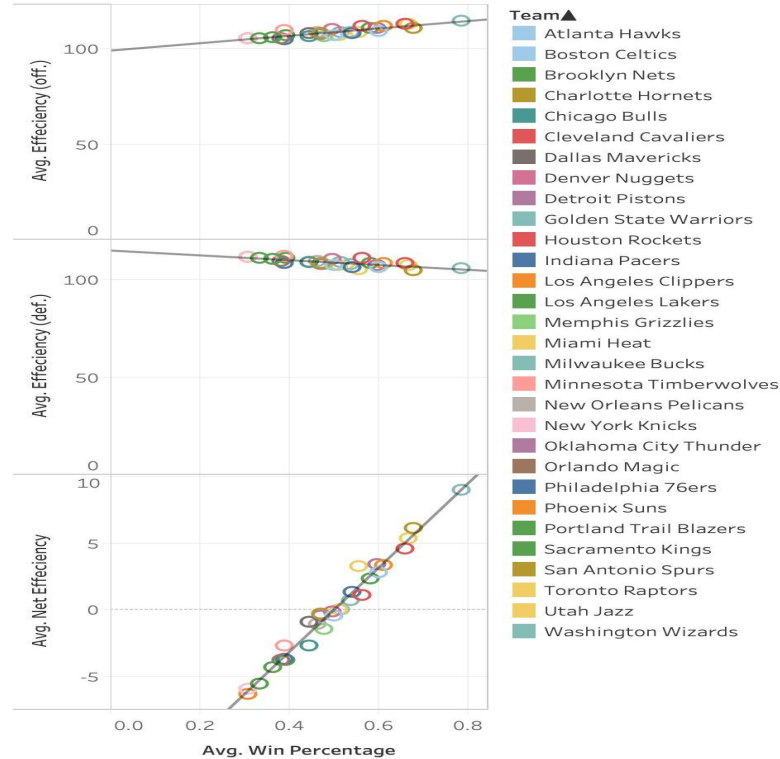 Avg. Effeciency (off.)
100
50
0
Avg. Effeciency (def.)
100
50
0
Avg. Net Effeciency
10
5
0
-5
0.0 0.2 0.4 0.6 0.8
Avg. Win Percentage
Team▲
Atlanta Hawks
Boston Celtics
Brooklyn Nets
Charlotte Hornets
Chicago Bulls
Cleveland Cavaliers
Dallas Mavericks
Denver Nuggets
Detroit Pistons
Golden State Warriors
Houston Rockets
Indiana Pacers
Los Angeles Clippers
Los Angeles Lakers
Memphis Grizzlies
Miami Heat
Milwaukee Bucks
Minnesota Timberwolves
New Orleans Pelicans
New York Knicks
Oklahoma City Thunder
Orlando Magic
Philadelphia 76ers
Phoenix Suns
Portland Trail Blazers
Sacramento Kings
San Antonio Spurs
Toronto Raptors
Utah Jazz
Washington Wizards